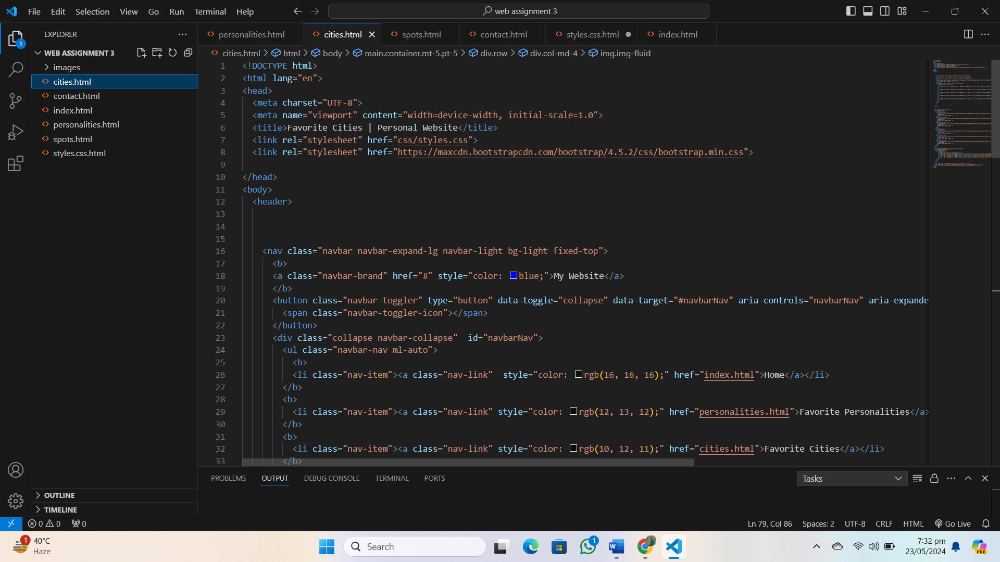 File Edit Selection View Go Run Terminal Help
web assignment 3
EXPLORER
WEB ASSIGNMENT 3
images
cities.html
contact.html
index.html
personalities.html
spots.html
styles.css.html
OUTLINE
TIMELINE
personalities.html cities.html spots.html contact.html styles.css.html index.html
cities.html > html > body > main.container.mt-5.pt-5 > div.row > div.col-md-4 > img.img-fluid
1 <!DOCTYPE html>
2 <html lang="en">
3 <head>
4 <meta charset="UTF-8">
5 <meta name="viewport" content="width=device-width, initial-scale=1.0">
6 <title>Favorite Cities | Personal Website</title>
7 <link rel="stylesheet" href="css/styles.css">
8 <link rel="stylesheet" href="https://maxcdn.bootstrapcdn.com/bootstrap/4.5.2/css/bootstrap.min.css">
9
10 </head>
11 <body>
12 <header>
13
14
15
16 <nav class="navbar navbar-expand-lg navbar-light bg-light fixed-top">
17 <b>
18 <a class="navbar-brand" href="#" style="color: blue;">My Website</a>
19 </b>
20 <button class="navbar-toggler" type="button" data-toggle="collapse" data-target="#navbarNav" aria-controls="navbarNav" aria-expande
21 <span class="navbar-toggler-icon"></span>
22 </button>
23 <div class="collapse navbar-collapse"  id="navbarNav">
24 <ul class="navbar-nav ml-auto">
25 <b>
26 <li class="nav-item"><a class="nav-link"  style="color: rgb(16, 16, 16);" href="index.html">Home</a></li>
27 </b>
28 <b>
29 <li class="nav-item"><a class="nav-link" style="color: rgb(12, 13, 12);" href="personalities.html">Favorite Personalities</a>
30 </b>
31 <b>
32 <li class="nav-item"><a class="nav-link" style="color: rgb(10, 12, 11);" href="cities.html">Favorite Cities</a></li>
33 </b>
PROBLEMS OUTPUT DEBUG CONSOLE TERMINAL PORTS
Tasks
0 0 0
Ln 79, Col 86 Spaces: 2 UTF-8 CRLF HTML Go Live
1
40°C
Haze
Search
1
7:32 pm
23/05/2024
PRE